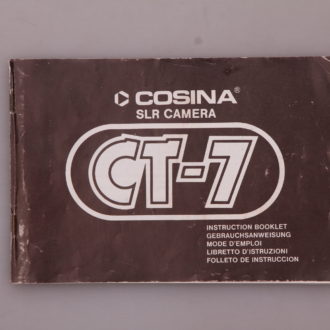 COSINA®
SLR CAMERA
CT-7
INSTRUCTION BOOKLET
GEBRAUCHSANWEISUNG
MODE D'EMPLOI
LIBRETTO D'ISTRUZIONI
FOLLETO DE INSTRUCCION